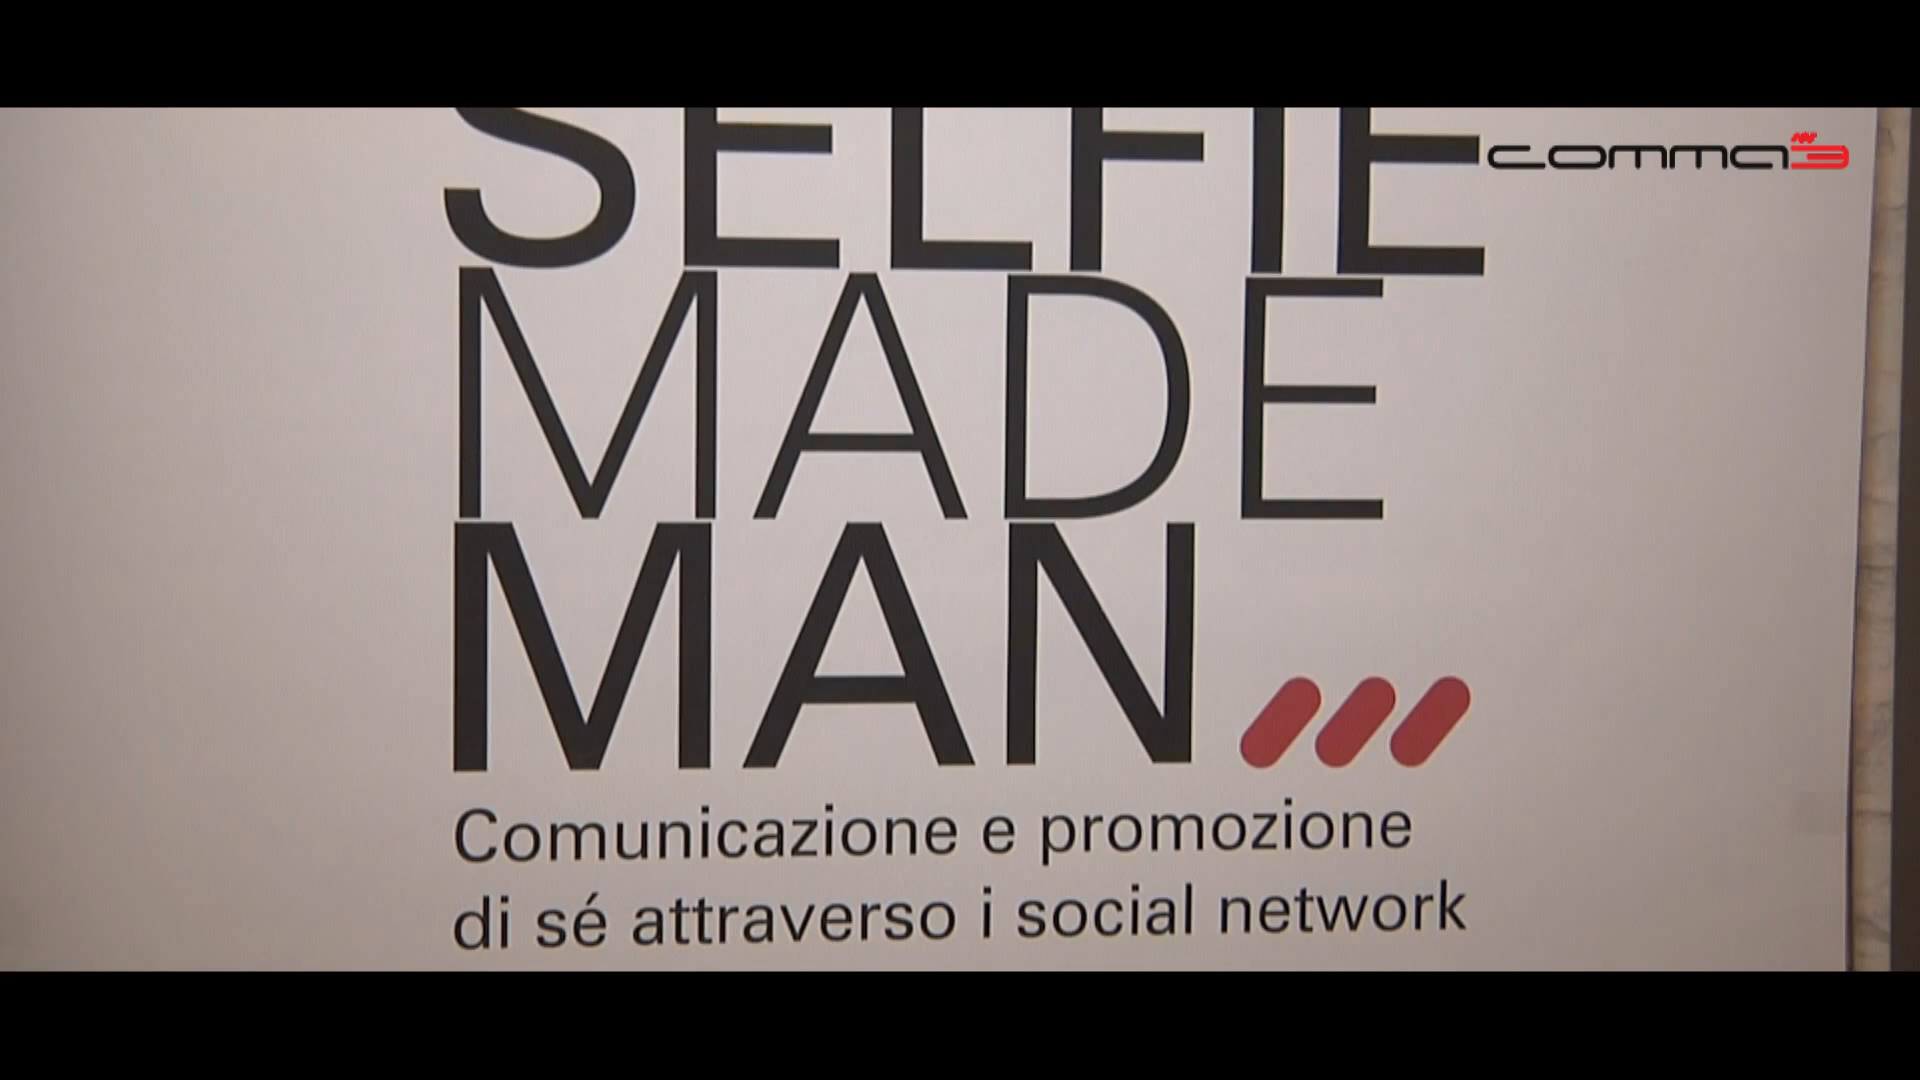 SELFIE
comma3
MADE
MAN
Comunicazione e promozione
di sé attraverso i social network